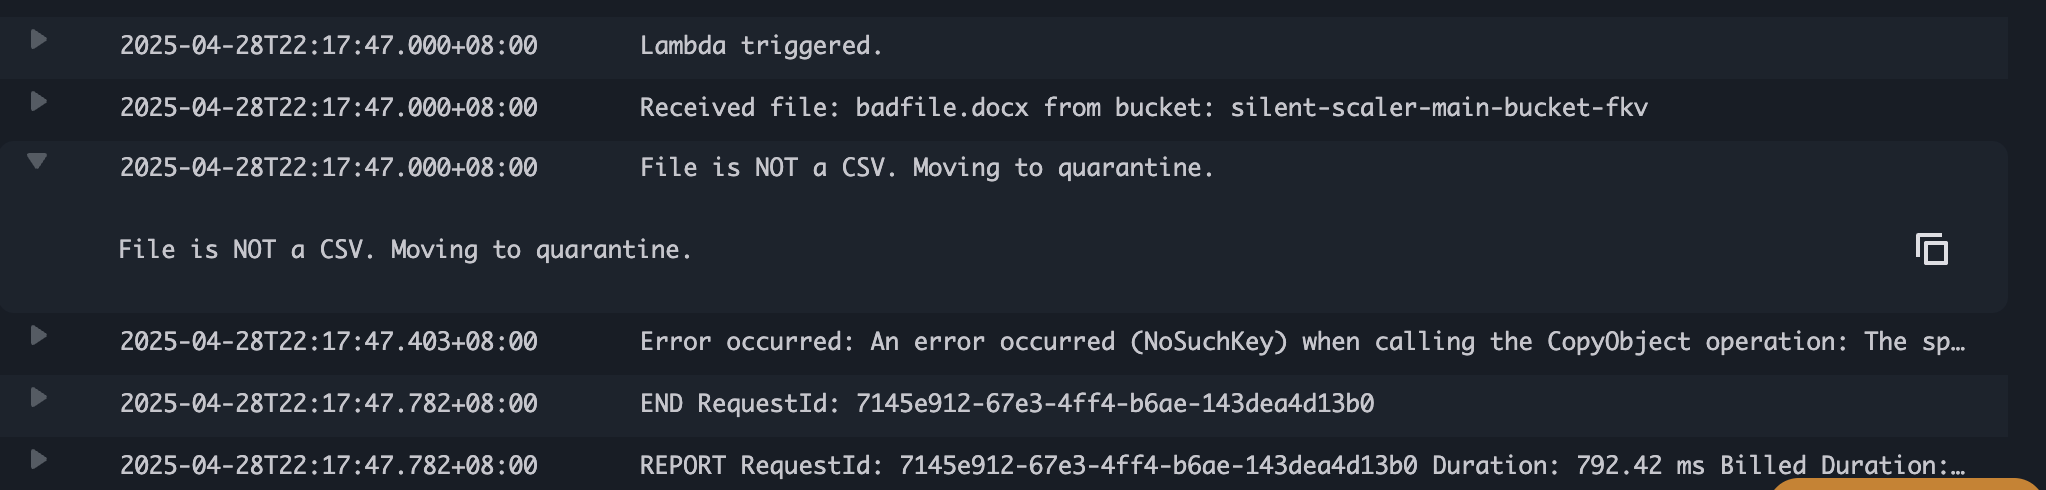 2025-04-28T22:17:47.000+08:00 Lambda triggered.
2025-04-28T22:17:47.000+08:00 Received file: badfile.docx from bucket: silent-scaler-main-bucket-fkv
2025-04-28T22:17:47.000+08:00 File is NOT a CSV. Moving to quarantine.
File is NOT a CSV. Moving to quarantine.
2025-04-28T22:17:47.403+08:00 Error occurred: An error occurred (NoSuchKey) when calling the CopyObject operation: The sp…
2025-04-28T22:17:47.782+08:00 END RequestId: 7145e912-67e3-4ff4-b6ae-143dea4d13b0
2025-04-28T22:17:47.782+08:00 REPORT RequestId: 7145e912-67e3-4ff4-b6ae-143dea4d13b0 Duration: 792.42 ms Billed Duration:…